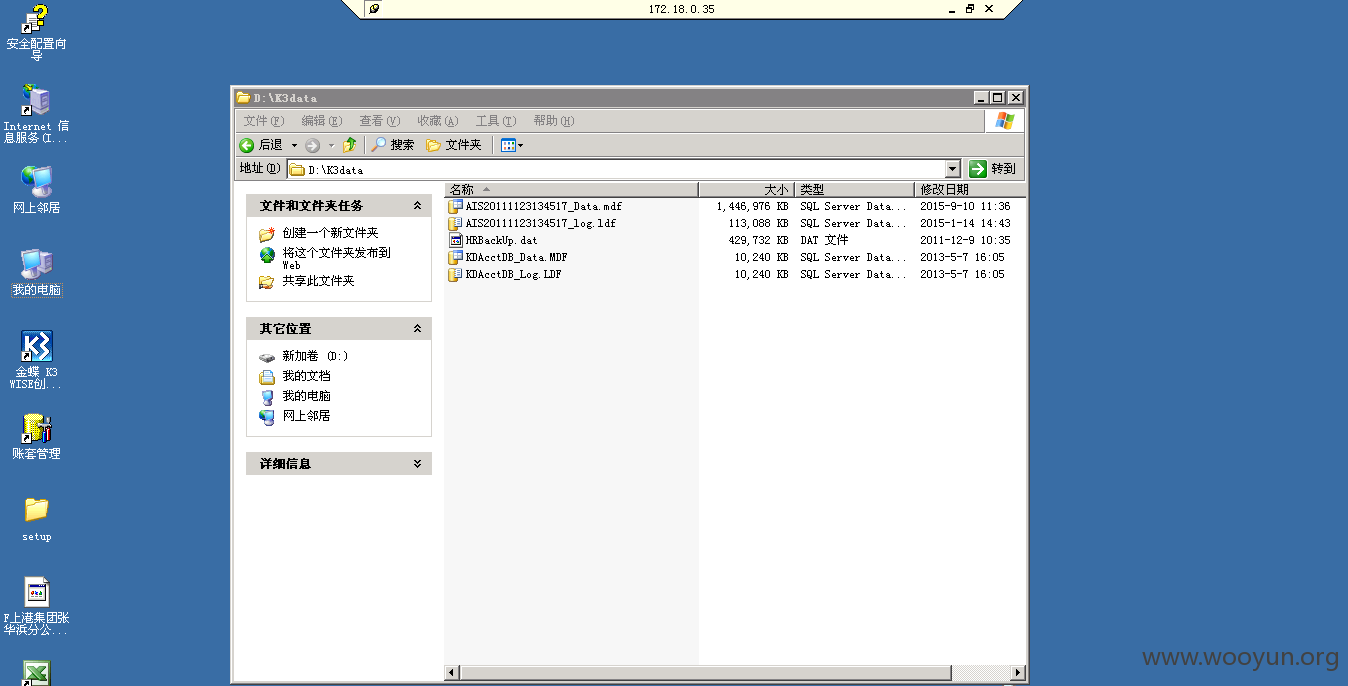 172.18.0.35
安全配置向
导
Internet 信
息服务(I...
网上邻居
我的电脑
金蝶 K3
WISE创...
账套管理
setup
F上港集团张
华浜分公...
D:\K3data
文件(F) 编辑(E) 查看(V) 收藏(A) 工具(T) 帮助(H)
后退 搜索 文件夹
地址(D) D:\K3data 转到
文件和文件夹任务
创建一个新文件夹
将这个文件夹发布到
Web
共享此文件夹
其它位置
新加卷 (D:)
我的文档
我的电脑
网上邻居
详细信息
名称 大小 类型 修改日期
AIS20111123134517_Data.mdf 1,446,976 KB SQL Server Data... 2015-9-10 11:36
AIS20111123134517_log.ldf 113,088 KB SQL Server Data... 2015-1-14 14:43
HRBackUp.dat 429,732 KB DAT 文件 2011-12-9 10:35
KDAcctDB_Data.MDF 10,240 KB SQL Server Data... 2013-5-7 16:05
KDAcctDB_Log.LDF 10,240 KB SQL Server Data... 2013-5-7 16:05
www.wooyun.org